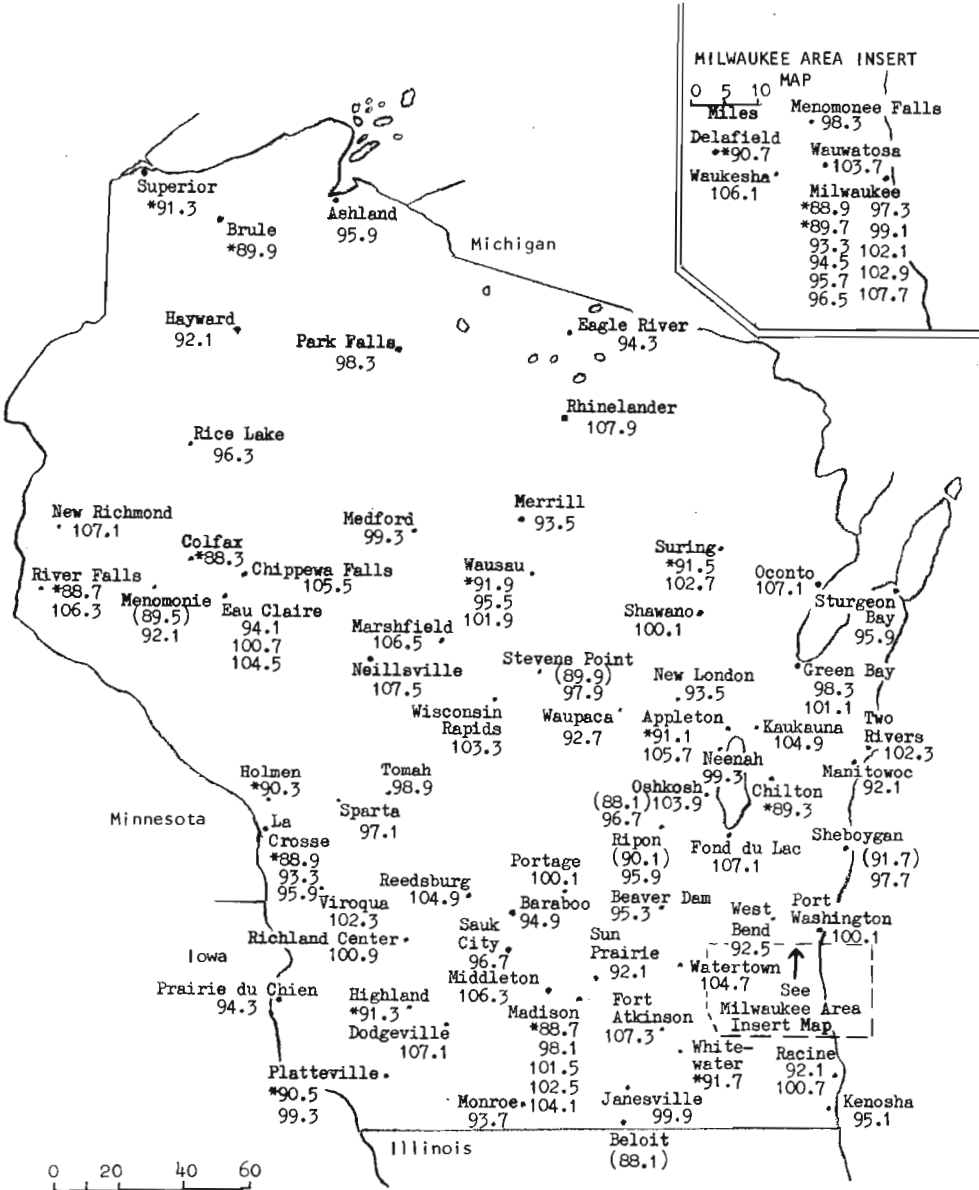 MILWAUKEE AREA INSERT
MAP
0 5 10
Miles
Menomonee Falls
98.3
Delafield
*90.7
Wauwatosa
103.7
Waukesha
106.1
Milwaukee
*88.9 97.3
*89.7 99.1
93.3 102.1
94.5 102.9
95.7 107.7
96.5
Superior
*91.3
Brule
*89.9
Ashland
95.9
Michigan
Hayward
92.1
Park Falls
98.3
Eagle River
94.3
Rhinelander
107.9
Rice Lake
96.3
New Richmond
107.1
Medford
99.3
Merrill
93.5
Colfax
*88.3
Chippewa Falls
105.5
River Falls
*88.7
106.3
Menomonie
(89.5)
92.1
Eau Claire
94.1
100.7
104.5
Wausau
*91.9
95.5
101.9
Suring
*91.5
102.7
Oconto
107.1
Sturgeon
Bay
95.9
Shawano
100.1
Marshfield
106.5
Neillsville
107.5
Stevens Point
(89.9)
97.9
New London
93.5
Green Bay
98.3
101.1
Wisconsin
Rapids
103.3
Waupaca
92.7
Appleton
*91.1
105.7
Kaukauna
104.9
Two
Rivers
102.3
Neenah
99.3
Manitowoc
92.1
Holmen
*90.3
Tomah
98.9
Sparta
97.1
Oshkosh
(88.1) 103.9
96.7
Chilton
*89.3
Minnesota
La
Crosse
*88.9
93.3
95.9
Ripon
(90.1)
95.9
Fond du Lac
107.1
Sheboygan
(91.7)
97.7
Portage
100.1
Reedsburg
104.9
Viroqua
102.3
Baraboo
94.9
Beaver Dam
95.3
West
Bend
92.5
Port
Washington
100.1
Richland Center
100.9
Sauk
City
96.7
Sun
Prairie
92.1
Watertown
104.7
See
Milwaukee Area
Insert Map
Iowa
Prairie du Chien
94.3
Middleton
106.3
Highland
*91.3
Dodgeville
107.1
Madison
*88.7
98.1
101.5
102.5
104.1
Fort
Atkinson
107.3
White-
water
*91.7
Racine
92.1
100.7
Platteville
*90.5
99.3
Monroe
93.7
Janesville
99.9
Kenosha
95.1
Beloit
(88.1)
Illinois
0 20 40 60